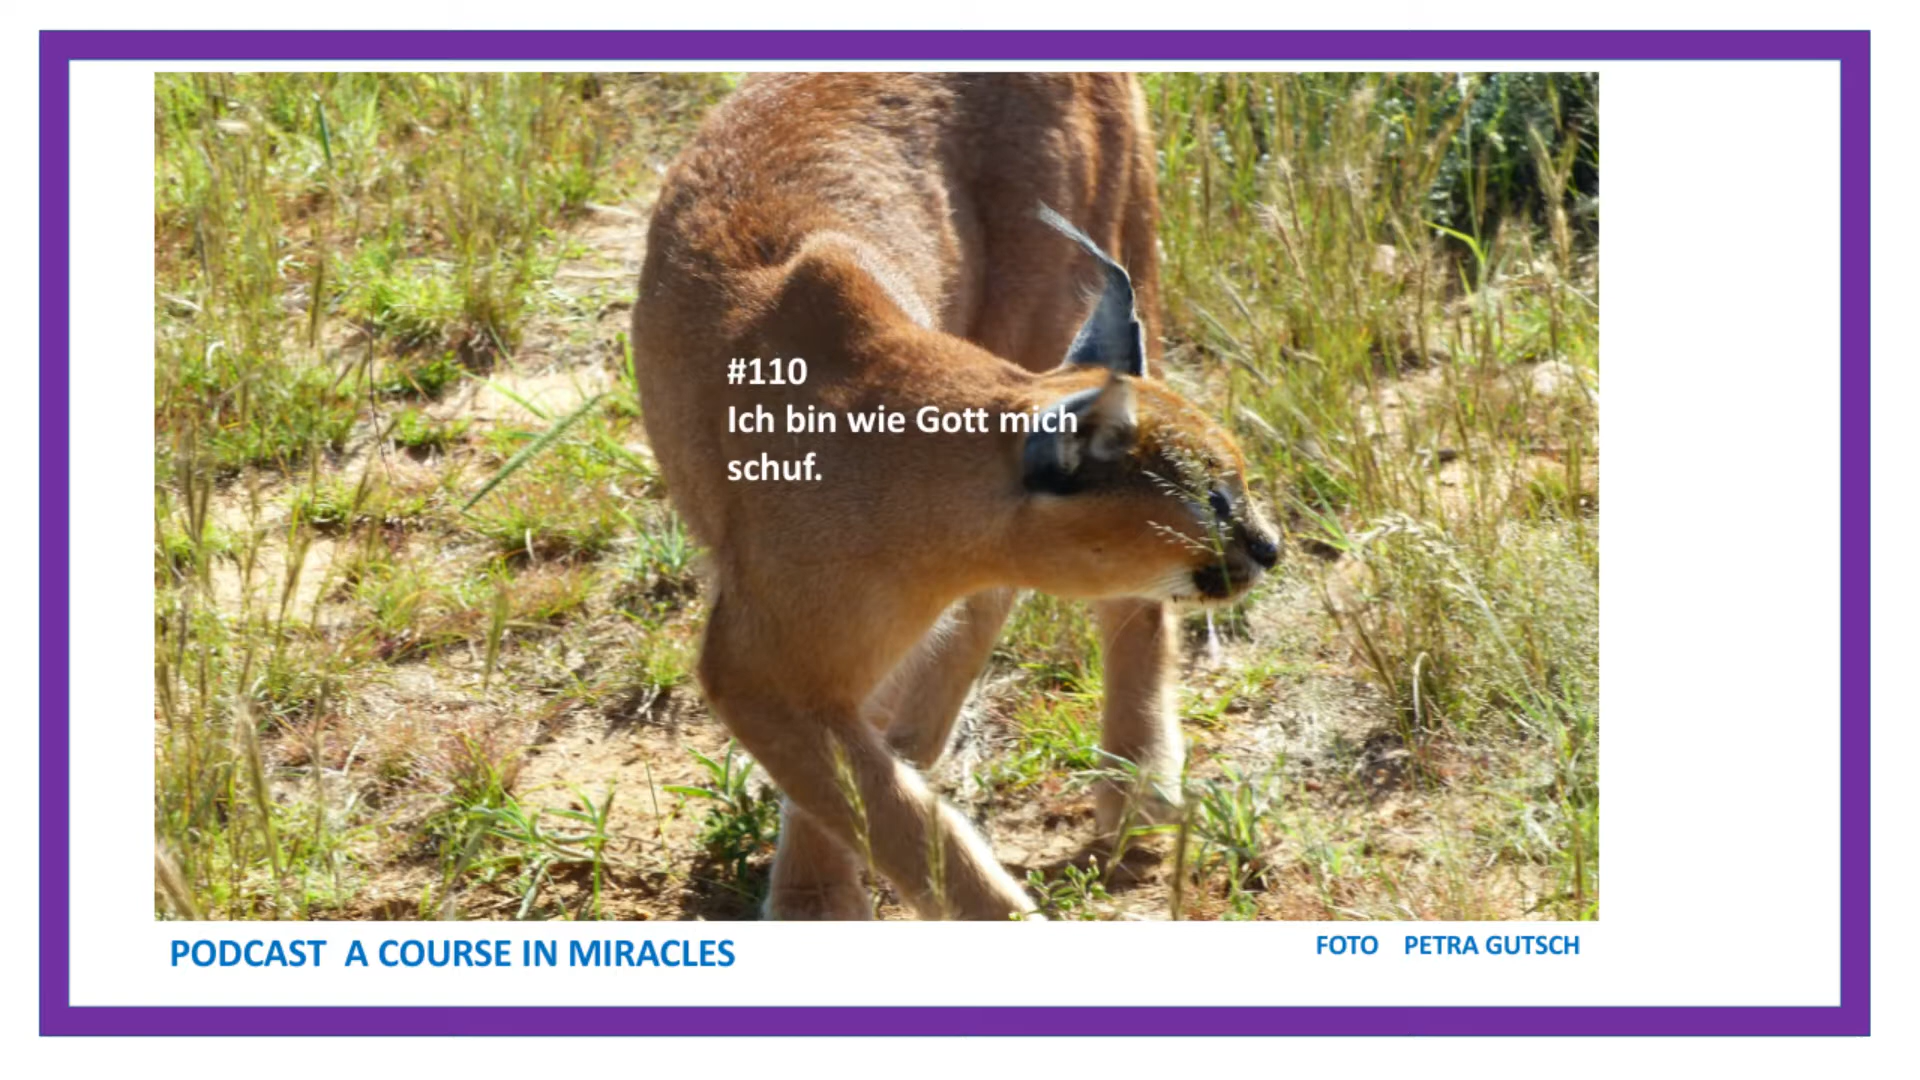 #110
Ich bin wie Gott mich
schuf.
PODCAST A COURSE IN MIRACLES
FOTO PETRA GUTSCH